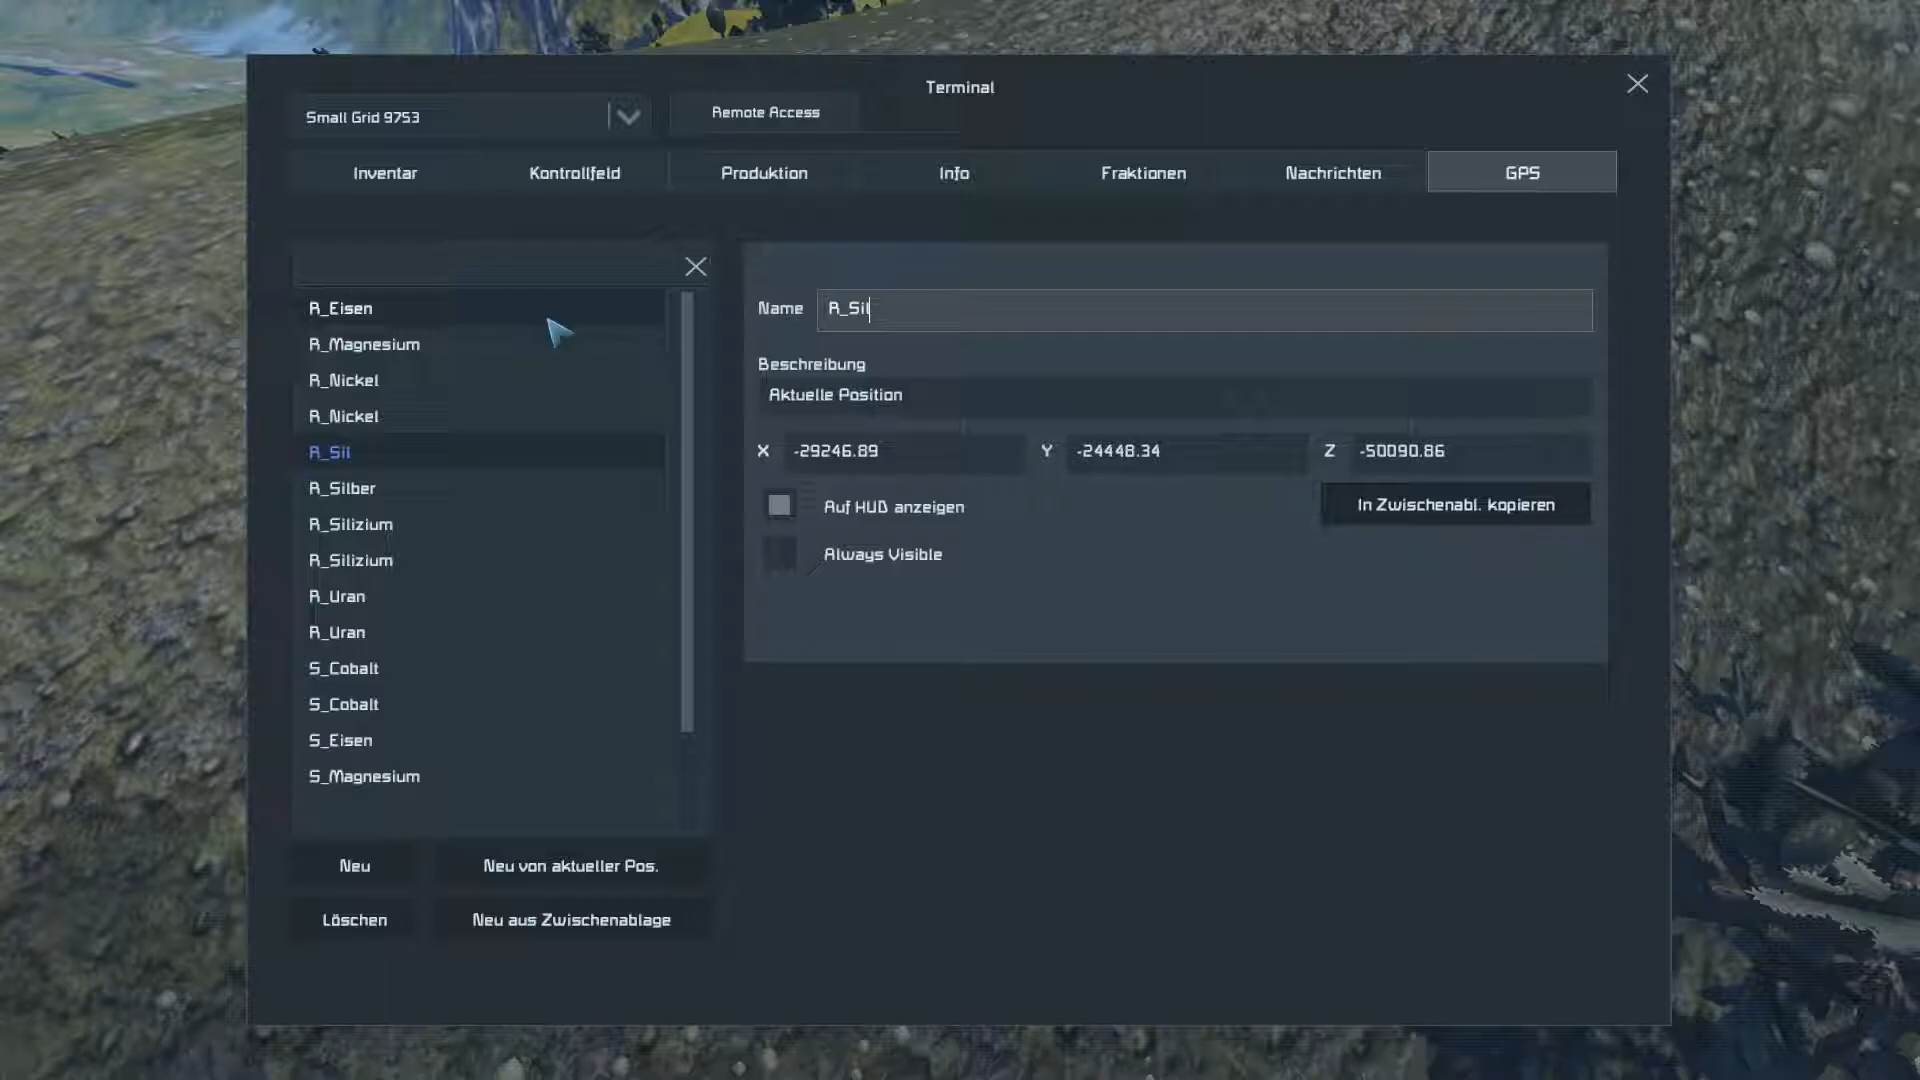 Terminal
Small Grid 9753
Remote Access
Inventar
Kontrollfeld
Produktion
Info
Fraktionen
Nachrichten
GPS
R_Eisen
R_Magnesium
R_Nickel
R_Nickel
R_Sil
R_Silber
R_Silizium
R_Silizium
R_Uran
R_Uran
S_Cobalt
S_Cobalt
S_Eisen
S_Magnesium
Neu
Neu von aktueller Pos.
Löschen
Neu aus Zwischenablage
Name R_Sil
Beschreibung
Aktuelle Position
X -29246.89 Y -24448.34 Z -50090.86
Auf HUD anzeigen
In Zwischenabl. kopieren
Always Visible